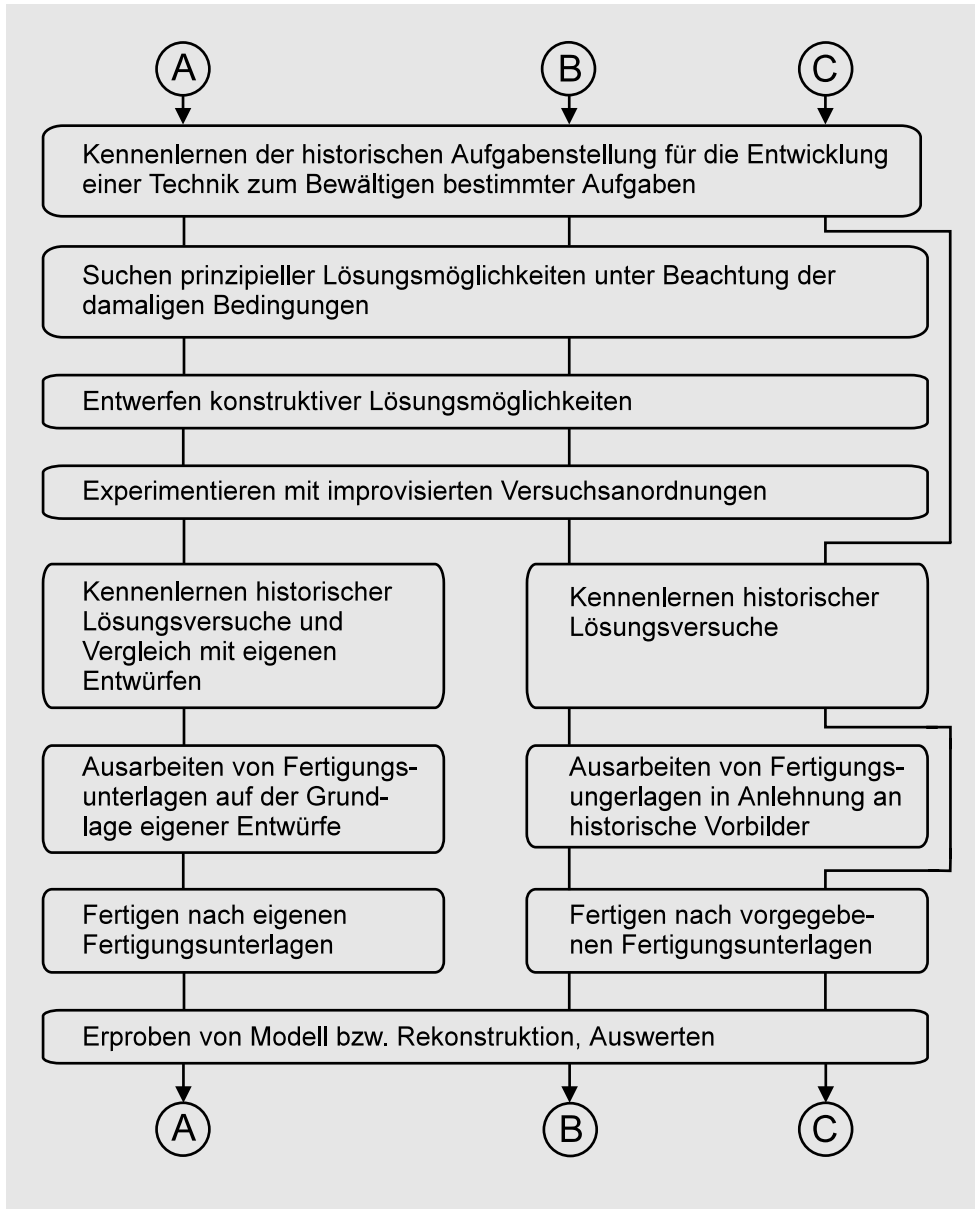 A
B
C
Kennenlernen der historischen Aufgabenstellung für die Entwicklung
einer Technik zum Bewältigen bestimmter Aufgaben
Suchen prinzipieller Lösungsmöglichkeiten unter Beachtung der
damaligen Bedingungen
Entwerfen konstruktiver Lösungsmöglichkeiten
Experimentieren mit improvisierten Versuchsanordnungen
Kennenlernen historischer
Lösungsversuche und
Vergleich mit eigenen
Entwürfen
Kennenlernen historischer
Lösungsversuche
Ausarbeiten von Fertigungs-
unterlagen auf der Grund-
lage eigener Entwürfe
Ausarbeiten von Fertigungs-
ungerlagen in Anlehnung an
historische Vorbilder
Fertigen nach eigenen
Fertigungsunterlagen
Fertigen nach vorgegebe-
nen Fertigungsunterlagen
Erproben von Modell bzw. Rekonstruktion, Auswerten
A
B
C